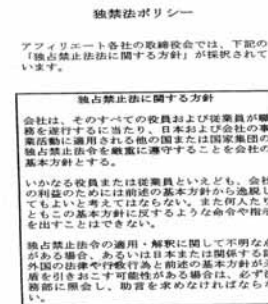 独禁法ポリシー
アフィリエート各社の取締役会では、下記の
「独占禁止法法に関する方針」が採択されて
います。
独占禁止法に関する方針
会社は、そのすべての役員および従業員が職
務を遂行するに当たり、日本および会社の事
業活動に適用される他の国または国家集団の
独占禁止法令を厳重に遵守することを会社の
基本方針とする。
いかなる役員または従業員といえども、会社
の利益のためには前述の基本方針から逸脱し
てもよいと考えてはならない。また何人たり
ともこの基本方針に反するような命令や指示
を出すことはできない。
独占禁止法令の適用・解釈に関して不明な点
がある場合、あるいは日本または関係する
外国の法律や行政行為と前述の基本方針が矛
盾を引きおこす可能性がある場合は、必ず法
務部に照会し、助言を求めなければならな
い。